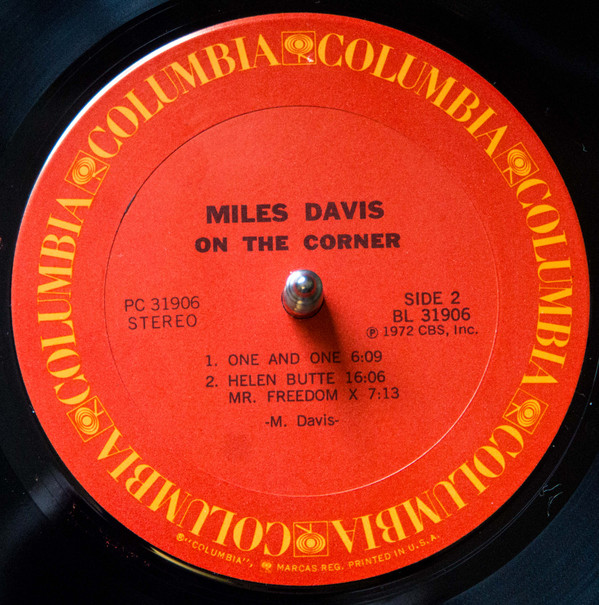 COLUMBIA COLUMBIA COLUMBIA COLUMBIA COLUMBIA COLUMBIA COLUMBIA COLUMBIA
MILES DAVIS
ON THE CORNER
PC 31906
STEREO
SIDE 2
BL 31906
Ⓟ 1972 CBS, Inc.
1. ONE AND ONE 6:09
2. HELEN BUTTE 16:06
MR. FREEDOM X 7:13
-M. Davis-
®"COLUMBIA", MARCAS REG. PRINTED IN U.S.A.